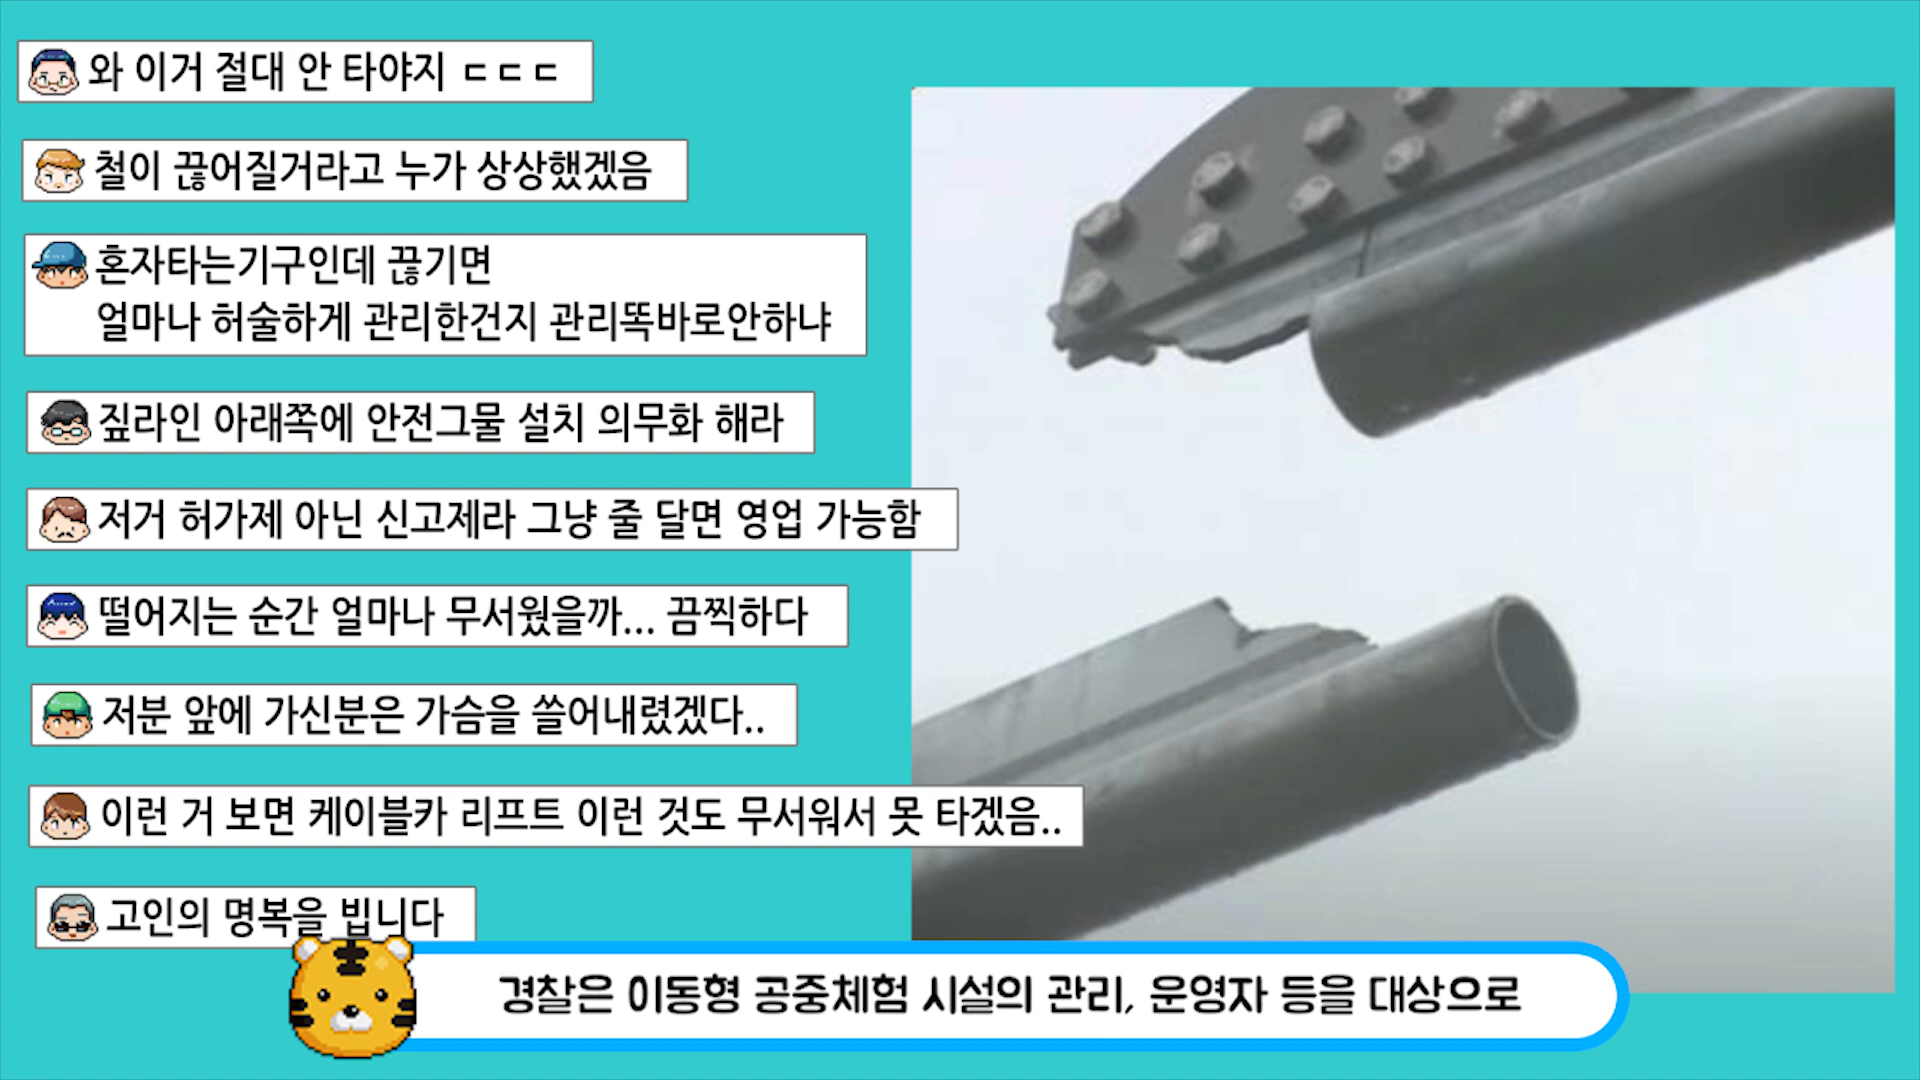 와 이거 절대 안 타야지 ㄷㄷㄷ
철이 끊어질거라고 누가 상상했겠음
혼자타는기구인데 끊기면
얼마나 허술하게 관리한건지 관리똑바로안하냐
짚라인 아래쪽에 안전그물 설치 의무화 해라
저거 허가제 아닌 신고제라 그냥 줄 달면 영업 가능함
떨어지는 순간 얼마나 무서웠을까... 끔찍하다
저분 앞에 가신분은 가슴을 쓸어내렸겠다..
이런 거 보면 케이블카 리프트 이런 것도 무서워서 못 타겠음..
고인의 명복을 빕니다
경찰은 이동형 공중체험 시설의 관리, 운영자 등을 대상으로